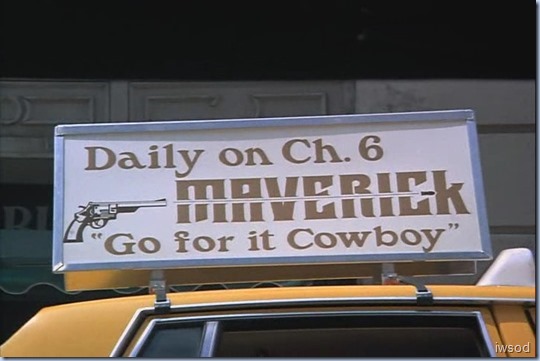 Daily on Ch. 6
MAVERICK
"Go for it Cowboy"
iwsod